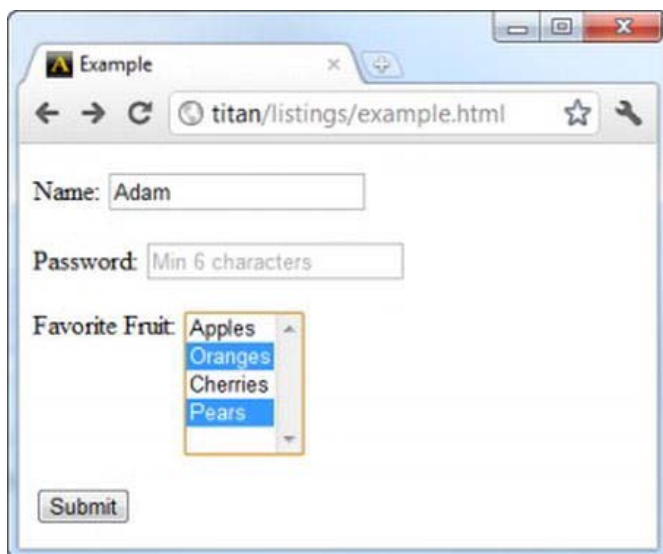 Example
titan/listings/example.html
Name: Adam
Password: Min 6 characters
Favorite Fruit: Apples
Oranges
Cherries
Pears
Submit